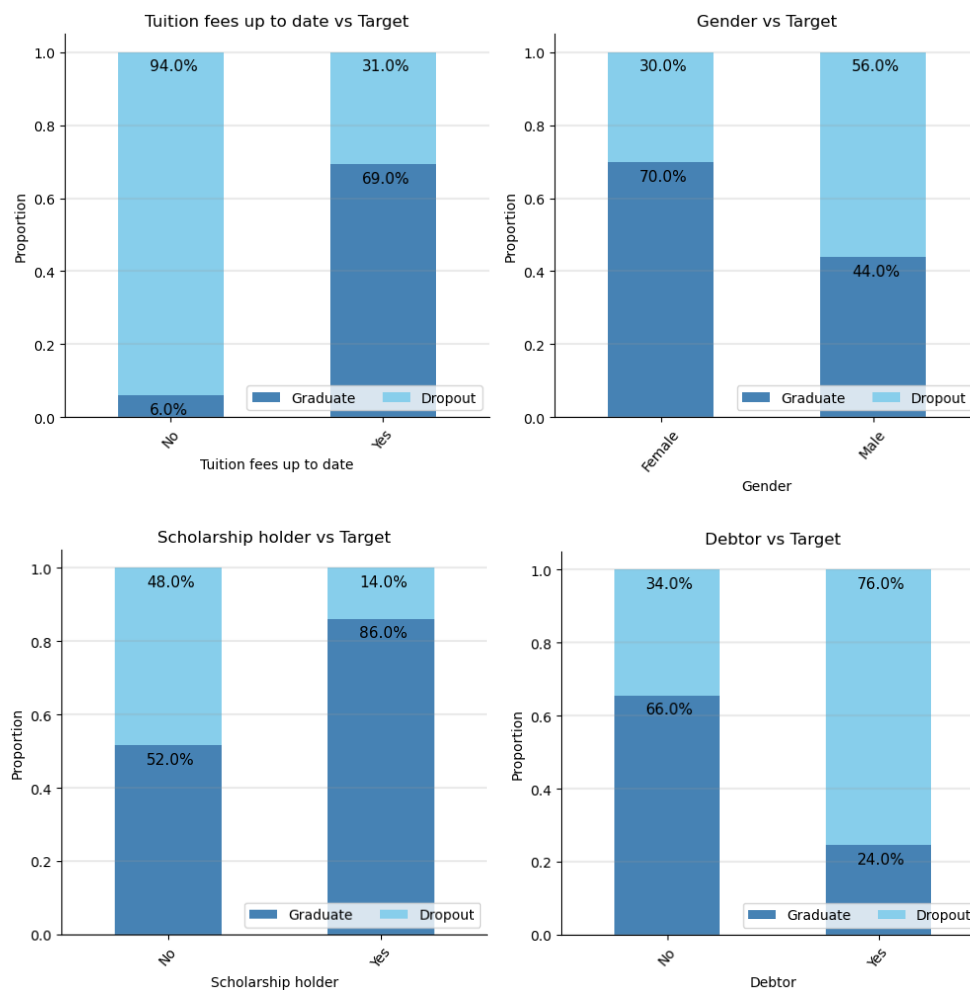 Tuition fees up to date vs Target
1.0
94.0%
31.0%
0.8
69.0%
0.6
Proportion
0.4
0.2
Graduate Dropout
6.0%
0.0
No
Yes
Tuition fees up to date
Gender vs Target
1.0
30.0%
56.0%
0.8
70.0%
0.6
Proportion
0.4
44.0%
0.2
Graduate Dropout
0.0
Female
Male
Gender
Scholarship holder vs Target
1.0
48.0%
14.0%
86.0%
0.8
0.6
52.0%
Proportion
0.4
0.2
Graduate Dropout
0.0
No
Yes
Scholarship holder
Debtor vs Target
1.0
34.0%
76.0%
0.8
66.0%
0.6
Proportion
0.4
24.0%
0.2
Graduate Dropout
0.0
No
Yes
Debtor